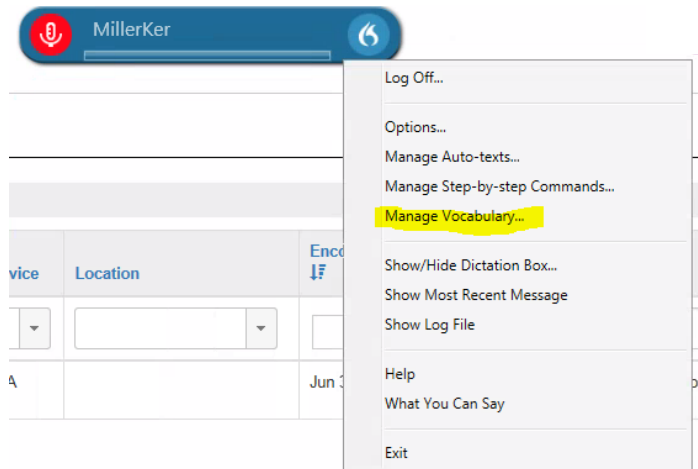 MillerKer
Log Off...
Options...
Manage Auto-texts...
Manage Step-by-step Commands...
Manage Vocabulary...
Show/Hide Dictation Box...
Show Most Recent Message
Show Log File
Help
What You Can Say
Exit
vice
Location
Enco
A
Jun 3